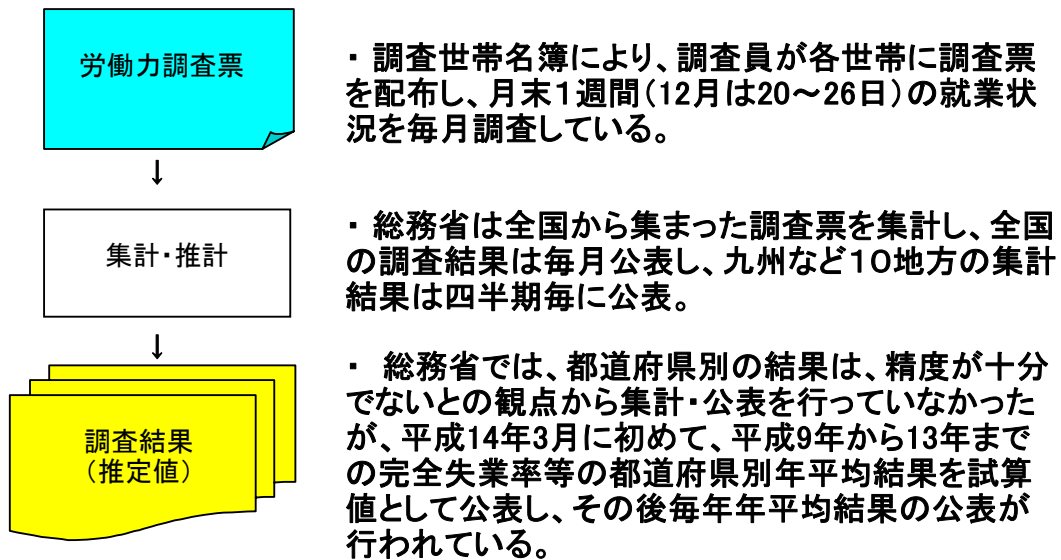 労働力調査票
・ 調査世帯名簿により、調査員が各世帯に調査票
を配布し、月末１週間（12月は20～26日）の就業状
況を毎月調査している。
↓
集計・推計
・ 総務省は全国から集まった調査票を集計し、全国
の調査結果は毎月公表し、九州など１０地方の集計
結果は四半期毎に公表。
↓
調査結果
（推定値）
・ 総務省では、都道府県別の結果は、精度が十分
でないとの観点から集計・公表を行っていなかった
が、平成14年3月に初めて、平成9年から13年まで
の完全失業率等の都道府県別年平均結果を試算
値として公表し、その後毎年年平均結果の公表が
行われている。